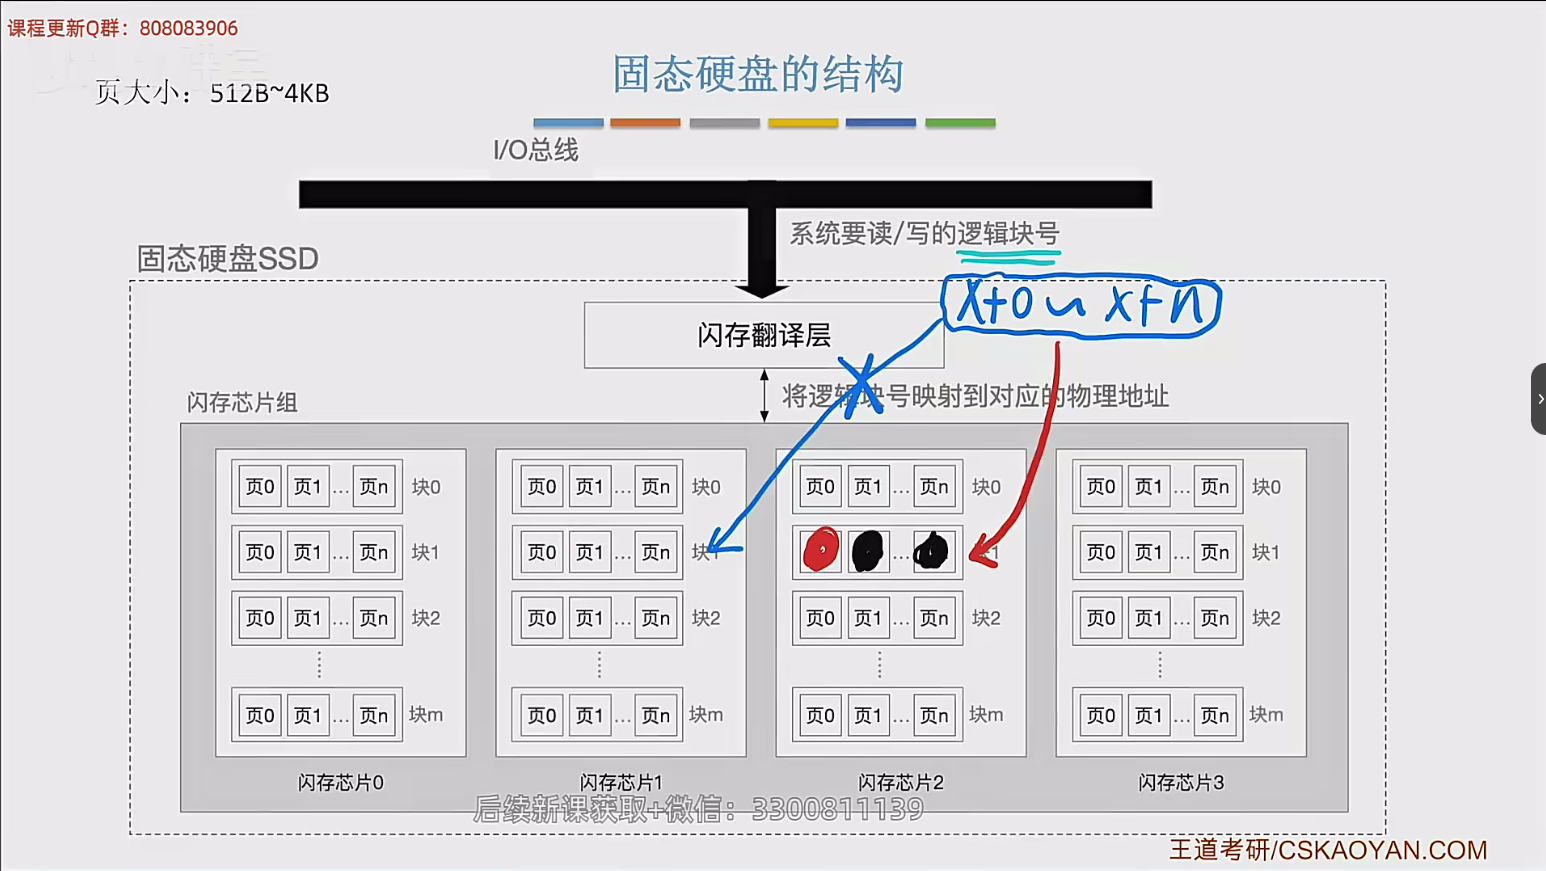 课程更新Q群：808083906
固态硬盘的结构
页大小：512B~4KB
I/O总线
系统要读/写的逻辑块号
固态硬盘SSD
X+0 ~ X+n
闪存翻译层
将逻辑块号映射到对应的物理地址
闪存芯片组
页0 页1 … 页n 块0 页0 页1 … 页n 块0 页0 页1 … 页n 块0 页0 页1 … 页n 块0
页0 页1 … 页n 块1 页0 页1 … 页n 块1 … 1 页0 页1 … 页n 块1
页0 页1 … 页n 块2 页0 页1 … 页n 块2 页0 页1 … 页n 块2 页0 页1 … 页n 块2
页0 页1 … 页n 块m 页0 页1 … 页n 块m 页0 页1 … 页n 块m 页0 页1 … 页n 块m
闪存芯片0 闪存芯片1 闪存芯片2 闪存芯片3
后续新课获取+微信：3300811139
王道考研/CSKAOYAN.COM